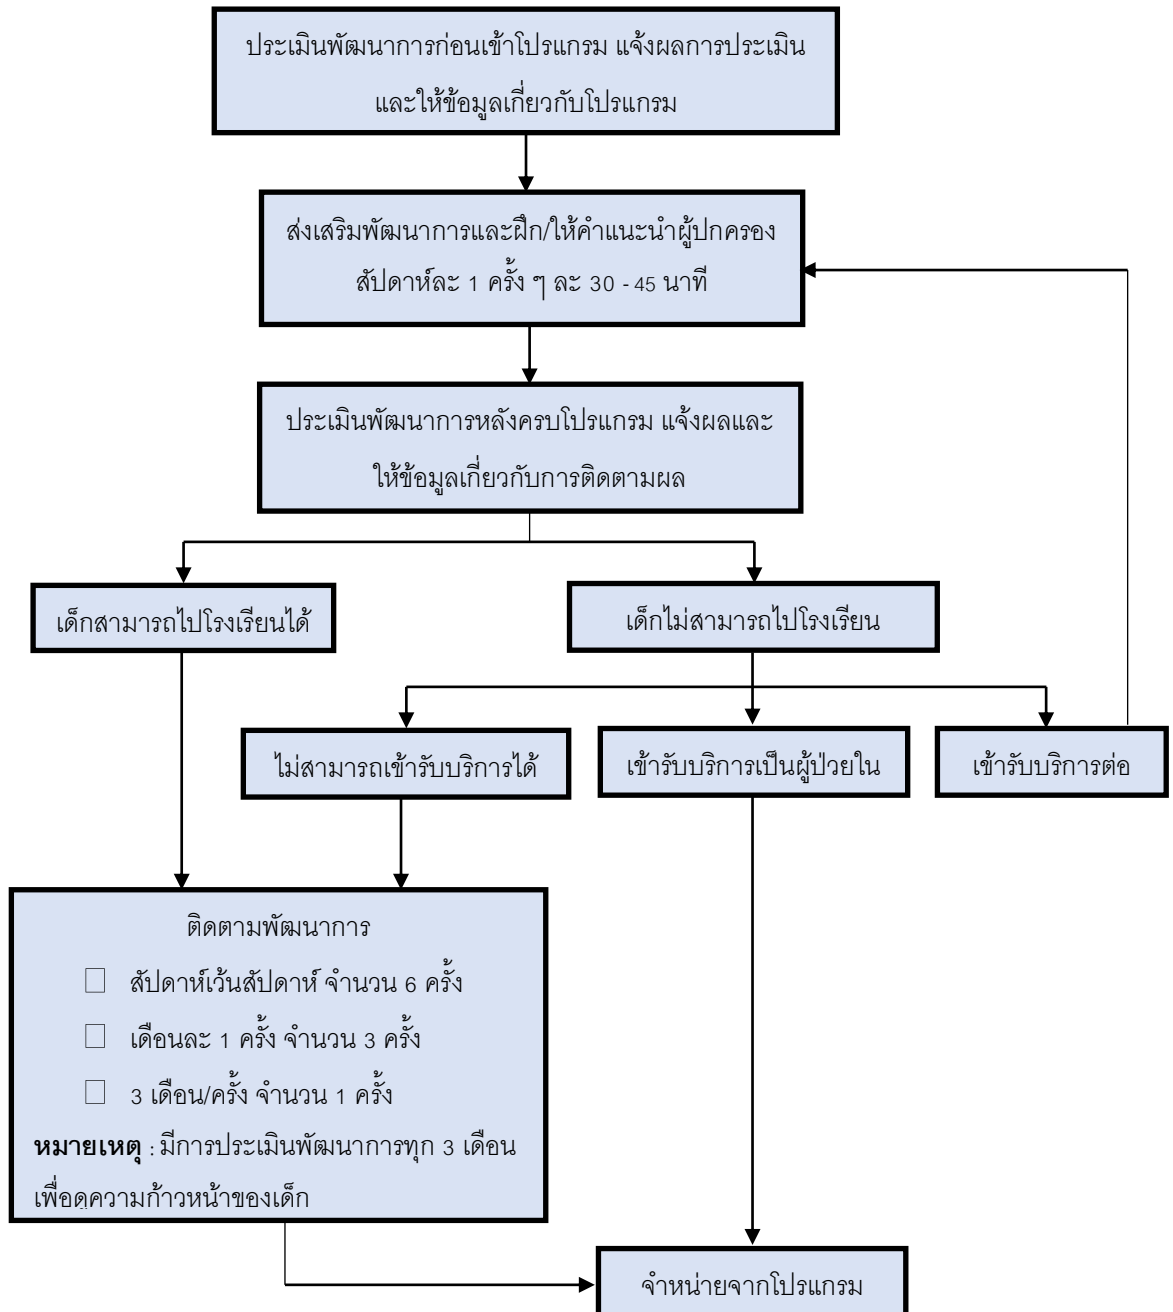 ประเมินพัฒนาการก่อนเข้าโปรแกรม แจ้งผลการประเมิน
และให้ข้อมูลเกี่ยวกับโปรแกรม
ส่งเสริมพัฒนาการและฝึก/ให้คำแนะนำผู้ปกครอง
สัปดาห์ละ 1 ครั้ง ๆ ละ 30 - 45 นาที
ประเมินพัฒนาการหลังครบโปรแกรม แจ้งผลและ
ให้ข้อมูลเกี่ยวกับการติดตามผล
เด็กสามารถไปโรงเรียนได้
เด็กไม่สามารถไปโรงเรียน
ไม่สามารถเข้ารับบริการได้
เข้ารับบริการเป็นผู้ป่วยใน
เข้ารับบริการต่อ
ติดตามพัฒนาการ
☐ สัปดาห์เว้นสัปดาห์ จำนวน 6 ครั้ง
☐ เดือนละ 1 ครั้ง จำนวน 3 ครั้ง
☐ 3 เดือน/ครั้ง จำนวน 1 ครั้ง
หมายเหตุ : มีการประเมินพัฒนาการทุก 3 เดือน
เพื่อดูความก้าวหน้าของเด็ก
จำหน่ายจากโปรแกรม